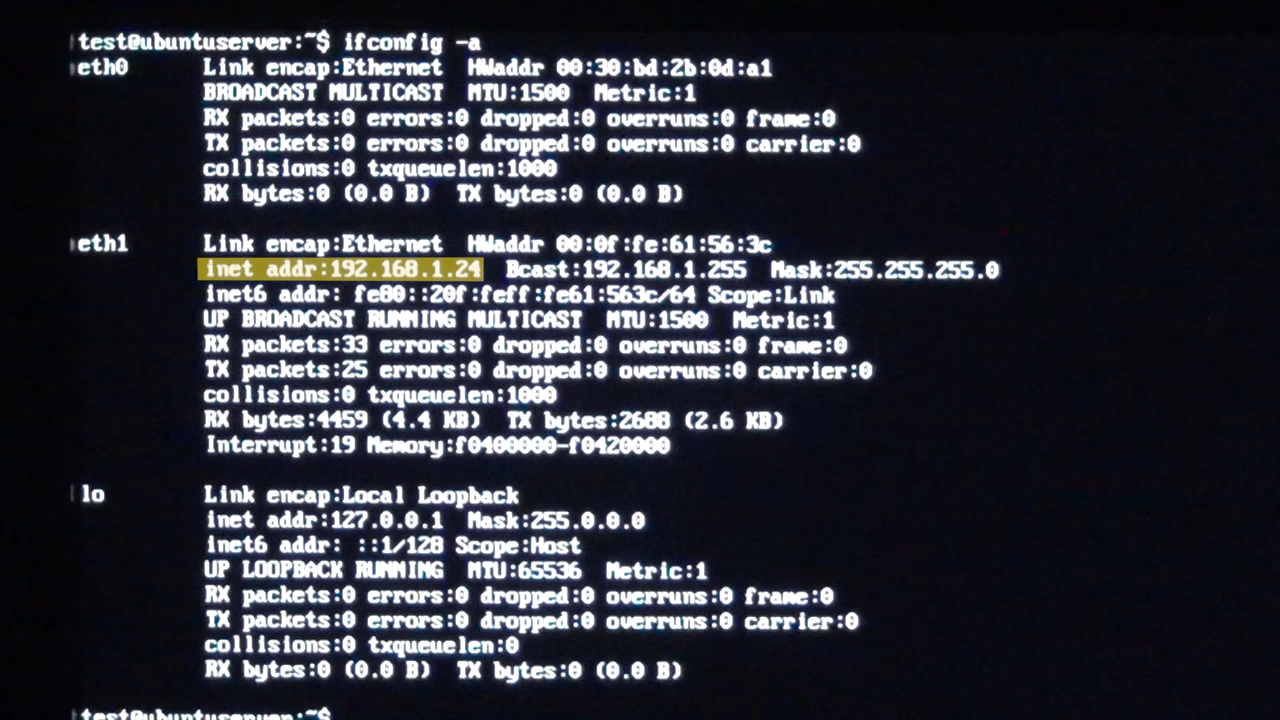 test@ubuntuserver:~$ ifconfig -a
eth0 Link encap:Ethernet HWaddr 00:30:bd:2b:0d:a1
BROADCAST MULTICAST MTU:1500 Metric:1
RX packets:0 errors:0 dropped:0 overruns:0 frame:0
TX packets:0 errors:0 dropped:0 overruns:0 carrier:0
collisions:0 txqueuelen:1000
RX bytes:0 (0.0 B) TX bytes:0 (0.0 B)
eth1 Link encap:Ethernet HWaddr 00:0f:fe:61:56:3c
inet addr:192.168.1.24 Bcast:192.168.1.255 Mask:255.255.255.0
inet6 addr: fe80::20f:feff:fe61:563c/64 Scope:Link
UP BROADCAST RUNNING MULTICAST MTU:1500 Metric:1
RX packets:33 errors:0 dropped:0 overruns:0 frame:0
TX packets:25 errors:0 dropped:0 overruns:0 carrier:0
collisions:0 txqueuelen:1000
RX bytes:4459 (4.4 KB) TX bytes:2688 (2.6 KB)
Interrupt:19 Memory:f0400000-f0420000
lo Link encap:Local Loopback
inet addr:127.0.0.1 Mask:255.0.0.0
inet6 addr: ::1/128 Scope:Host
UP LOOPBACK RUNNING MTU:65536 Metric:1
RX packets:0 errors:0 dropped:0 overruns:0 frame:0
TX packets:0 errors:0 dropped:0 overruns:0 carrier:0
collisions:0 txqueuelen:0
RX bytes:0 (0.0 B) TX bytes:0 (0.0 B)
test@ubuntuserver:~$